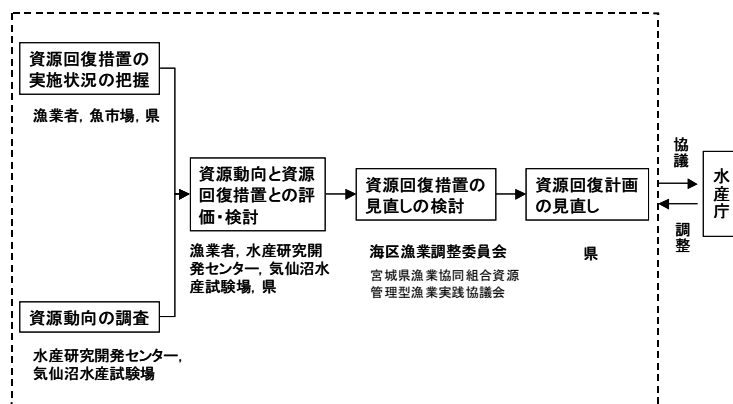 資源回復措置の
実施状況の把握
漁業者, 魚市場, 県
資源動向と資源
回復措置との評
価・検討
漁業者, 水産研究開
発センター, 気仙沼水
産試験場, 県
資源動向の調査
水産研究開発センター,
気仙沼水産試験場
資源回復措置の
見直しの検討
海区漁業調整委員会
宮城県漁業協同組合資源
管理型漁業実践協議会
資源回復計画
の見直し
県
協議
調整
水産庁